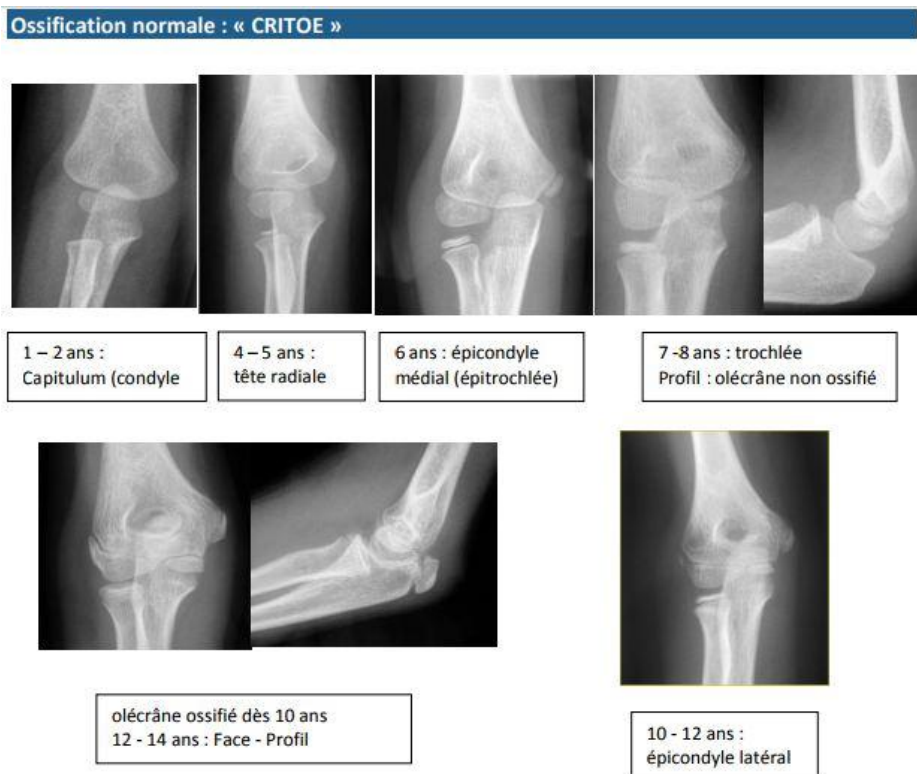 Ossification normale : « CRITOE »
1 – 2 ans :
Capitulum (condyle
4 – 5 ans :
tête radiale
6 ans : épicondyle
médial (épitrochlée)
7 -8 ans : trochlée
Profil : olécrâne non ossifié
olécrâne ossifié dès 10 ans
12 - 14 ans : Face - Profil
10 - 12 ans :
épicondyle latéral